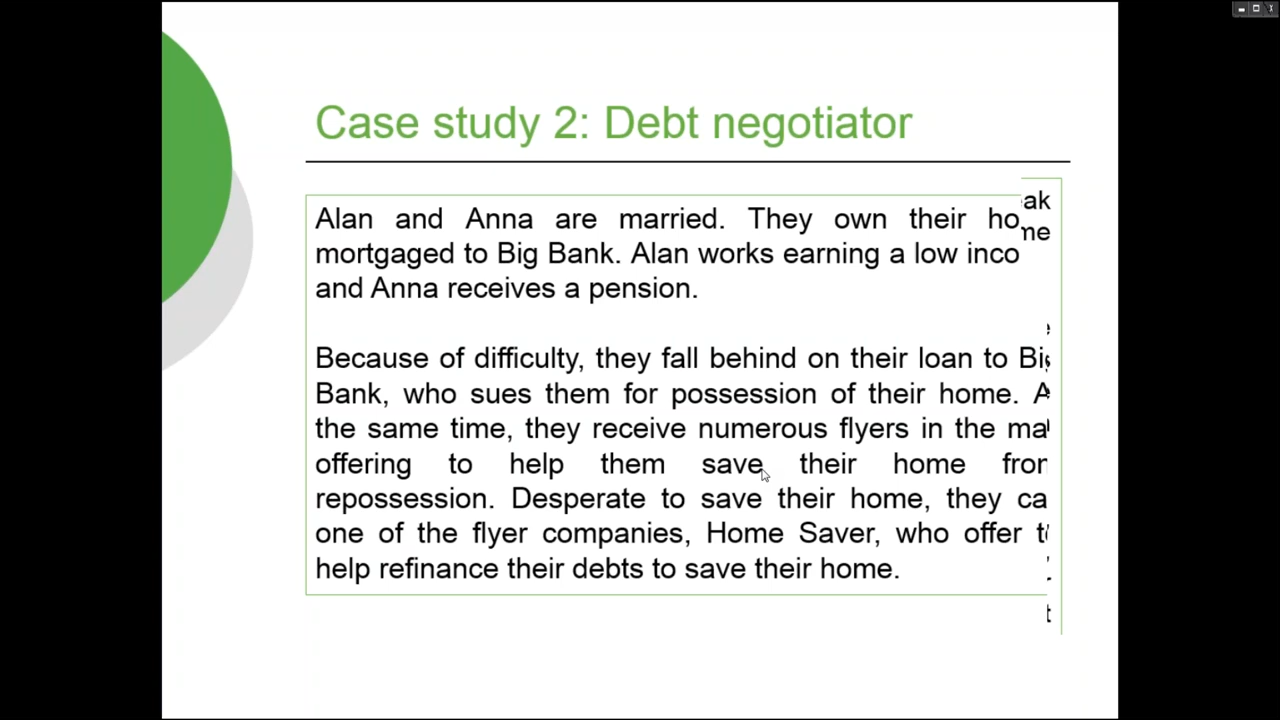 Case study 2: Debt negotiator
Alan and Anna are married. They own their ho
mortgaged to Big Bank. Alan works earning a low inco
and Anna receives a pension.
Because of difficulty, they fall behind on their loan to
Bank, who sues them for possession of their home.
the same time, they receive numerous flyers in the ma
offering to help them save their home
repossession. Desperate to save their home, they ca
one of the flyer companies, Home Saver, who offer
help refinance their debts to save their home.
ak
me